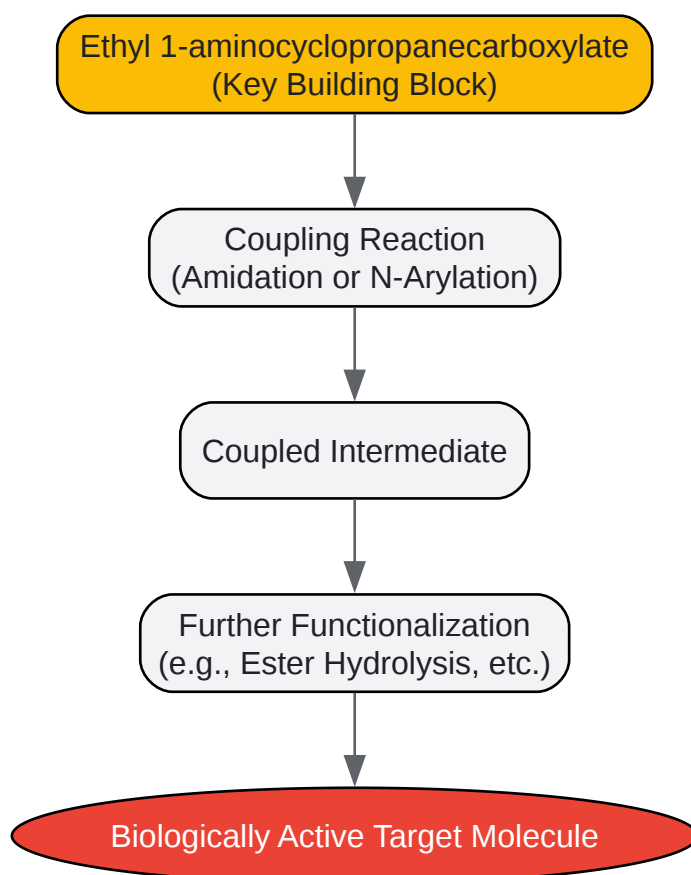 Ethyl 1-aminocyclopropanecarboxylate
(Key Building Block)
Coupling Reaction
(Amidation or N-Arylation)
Coupled Intermediate
Further Functionalization
(e.g., Ester Hydrolysis, etc.)
Biologically Active Target Molecule